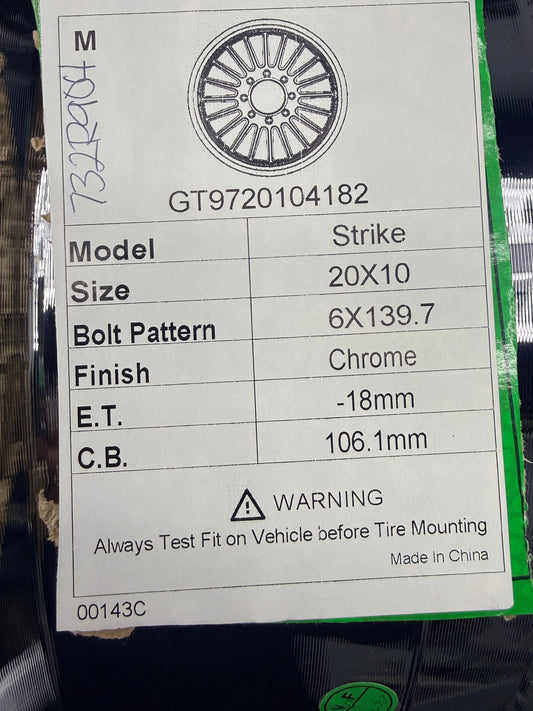 M
732R904
GT9720104182
Model Strike
Size 20X10
Bolt Pattern 6X139.7
Finish Chrome
E.T. -18mm
C.B. 106.1mm
WARNING
Always Test Fit on Vehicle before Tire Mounting
Made In China
00143C